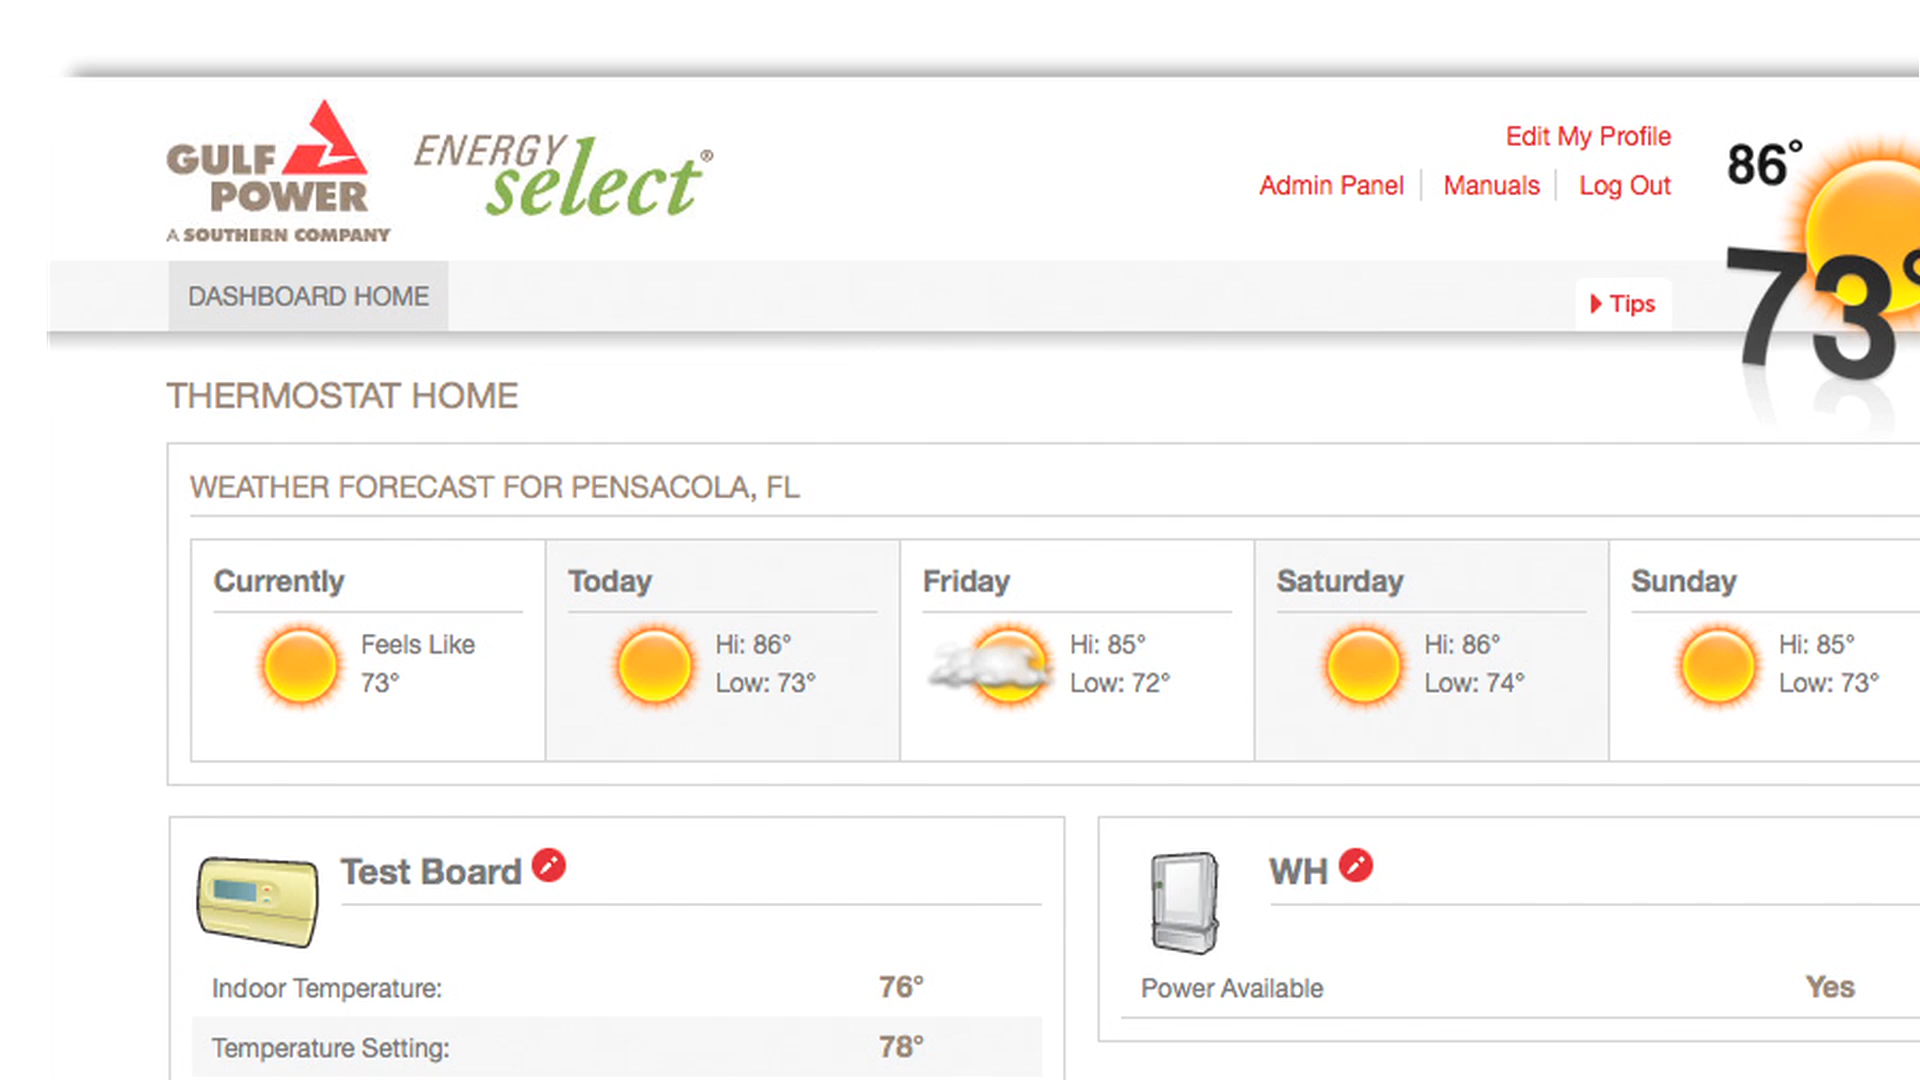 GULF
POWER
A SOUTHERN COMPANY
ENERGY
select®
Edit My Profile
Admin Panel
Manuals
Log Out
86°
73°
DASHBOARD HOME
Tips
THERMOSTAT HOME
WEATHER FORECAST FOR PENSACOLA, FL
Currently
Feels Like
73°
Today
Hi: 86°
Low: 73°
Friday
Hi: 85°
Low: 72°
Saturday
Hi: 86°
Low: 74°
Sunday
Hi: 85°
Low: 73°
Test Board
Indoor Temperature: 76°
Temperature Setting: 78°
WH
Power Available Yes